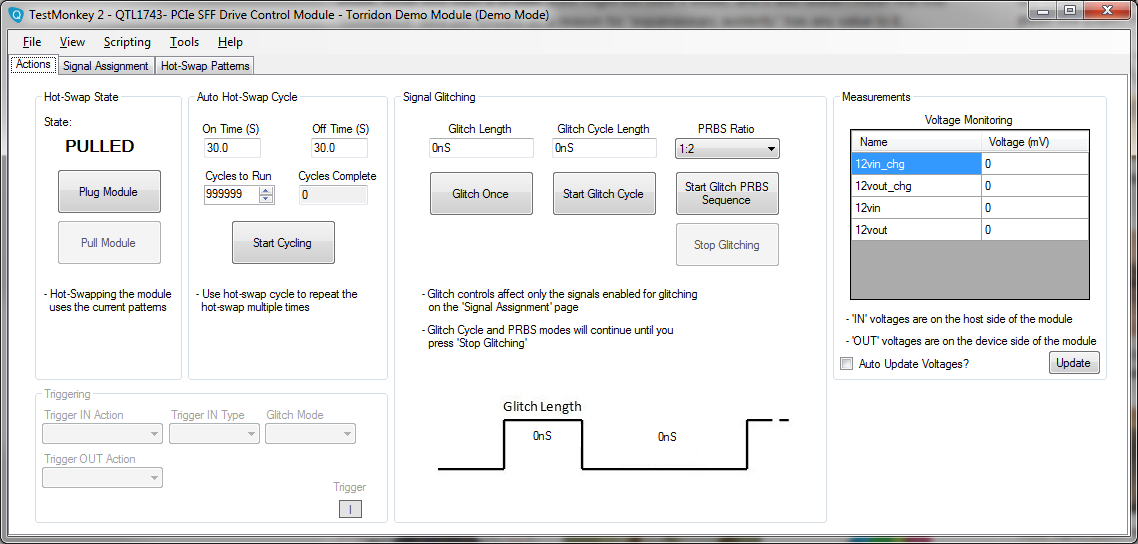 TestMonkey 2 - QTL1743- PCIe SFF Drive Control Module - Torridon Demo Module (Demo Mode)
File View Scripting Tools Help
Actions Signal Assignment Hot-Swap Patterns
Hot-Swap State
State:
PULLED
Plug Module
Pull Module
- Hot-Swapping the module
uses the current patterns
Auto Hot-Swap Cycle
On Time (S) Off Time (S)
30.0 30.0
Cycles to Run Cycles Complete
999999 0
Start Cycling
- Use hot-swap cycle to repeat the
hot-swap multiple times
Signal Glitching
Glitch Length Glitch Cycle Length PRBS Ratio
0nS 0nS 1:2
Glitch Once Start Glitch Cycle Start Glitch PRBS
Sequence
Stop Glitching
- Glitch controls affect only the signals enabled for glitching
on the 'Signal Assignment' page
- Glitch Cycle and PRBS modes will continue until you
press 'Stop Glitching'
Glitch Length
0nS 0nS
Measurements
Voltage Monitoring
Name Voltage (mV)
12vin_chg 0
12vout_chg 0
12vin 0
12vout 0
- 'IN' voltages are on the host side of the module
- 'OUT' voltages are on the device side of the module
Auto Update Voltages? Update
Triggering
Trigger IN Action Trigger IN Type Glitch Mode
Trigger OUT Action
Trigger
|